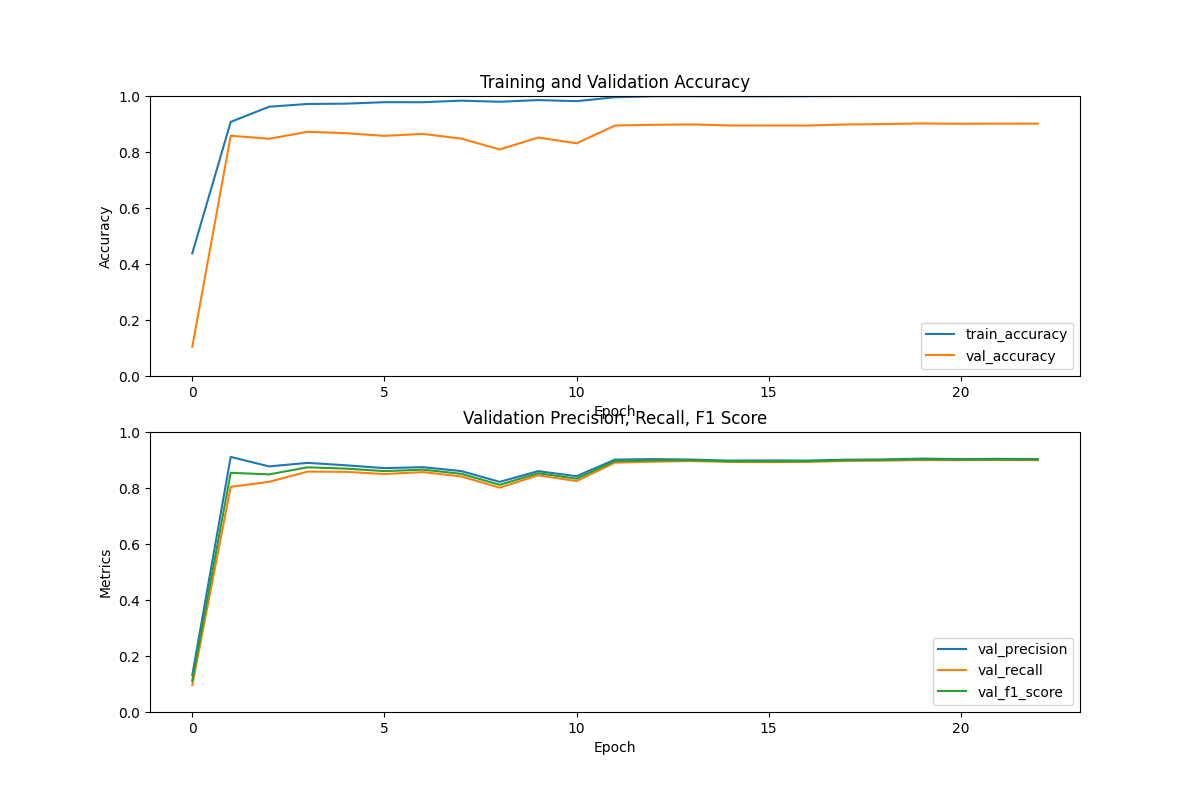 Training and Validation Accuracy
1.0
0.8
0.6
0.4
0.2
0.0
Accuracy
train_accuracy
val_accuracy
0 5 10 15 20
Epoch
Validation Precision, Recall, F1 Score
1.0
0.8
0.6
0.4
0.2
0.0
Metrics
val_precision
val_recall
val_f1_score
0 5 10 15 20
Epoch